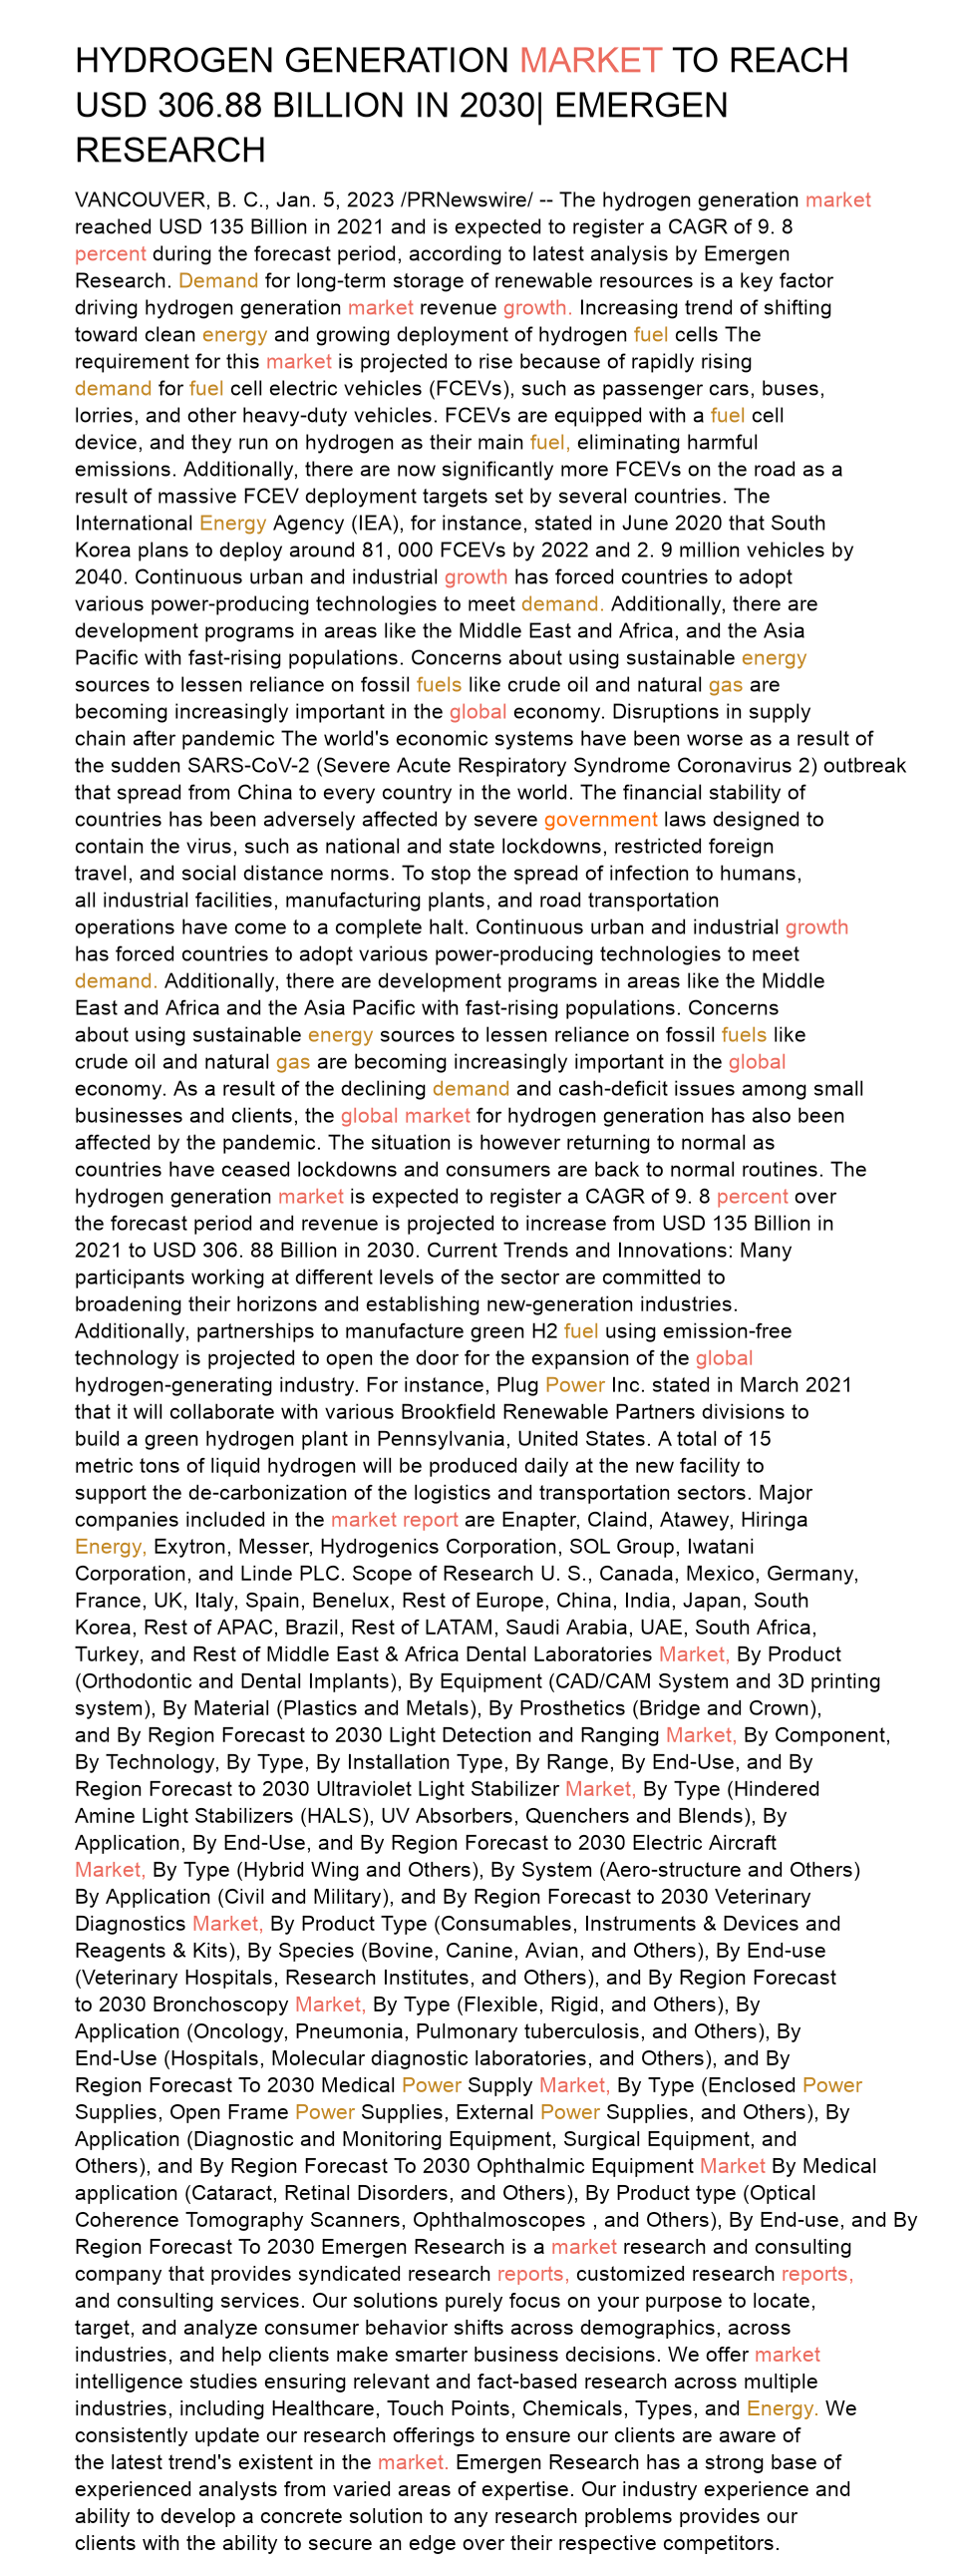 HYDROGEN GENERATION MARKET TO REACH
USD 306.88 BILLION IN 2030| EMERGEN
RESEARCH
VANCOUVER, B. C., Jan. 5, 2023 /PRNewswire/ -- The hydrogen generation market
reached USD 135 Billion in 2021 and is expected to register a CAGR of 9. 8
percent during the forecast period, according to latest analysis by Emergen
Research. Demand for long-term storage of renewable resources is a key factor
driving hydrogen generation market revenue growth. Increasing trend of shifting
toward clean energy and growing deployment of hydrogen fuel cells The
requirement for this market is projected to rise because of rapidly rising
demand for fuel cell electric vehicles (FCEVs), such as passenger cars, buses,
lorries, and other heavy-duty vehicles. FCEVs are equipped with a fuel cell
device, and they run on hydrogen as their main fuel, eliminating harmful
emissions. Additionally, there are now significantly more FCEVs on the road as a
result of massive FCEV deployment targets set by several countries. The
International Energy Agency (IEA), for instance, stated in June 2020 that South
Korea plans to deploy around 81, 000 FCEVs by 2022 and 2. 9 million vehicles by
2040. Continuous urban and industrial growth has forced countries to adopt
various power-producing technologies to meet demand. Additionally, there are
development programs in areas like the Middle East and Africa, and the Asia
Pacific with fast-rising populations. Concerns about using sustainable energy
sources to lessen reliance on fossil fuels like crude oil and natural gas are
becoming increasingly important in the global economy. Disruptions in supply
chain after pandemic The world's economic systems have been worse as a result of
the sudden SARS-CoV-2 (Severe Acute Respiratory Syndrome Coronavirus 2) outbreak
that spread from China to every country in the world. The financial stability of
countries has been adversely affected by severe government laws designed to
contain the virus, such as national and state lockdowns, restricted foreign
travel, and social distance norms. To stop the spread of infection to humans,
all industrial facilities, manufacturing plants, and road transportation
operations have come to a complete halt. Continuous urban and industrial growth
has forced countries to adopt various power-producing technologies to meet
demand. Additionally, there are development programs in areas like the Middle
East and Africa and the Asia Pacific with fast-rising populations. Concerns
about using sustainable energy sources to lessen reliance on fossil fuels like
crude oil and natural gas are becoming increasingly important in the global
economy. As a result of the declining demand and cash-deficit issues among small
businesses and clients, the global market for hydrogen generation has also been
affected by the pandemic. The situation is however returning to normal as
countries have ceased lockdowns and consumers are back to normal routines. The
hydrogen generation market is expected to register a CAGR of 9. 8 percent over
the forecast period and revenue is projected to increase from USD 135 Billion in
2021 to USD 306. 88 Billion in 2030. Current Trends and Innovations: Many
participants working at different levels of the sector are committed to
broadening their horizons and establishing new-generation industries.
Additionally, partnerships to manufacture green H2 fuel using emission-free
technology is projected to open the door for the expansion of the global
hydrogen-generating industry. For instance, Plug Power Inc. stated in March 2021
that it will collaborate with various Brookfield Renewable Partners divisions to
build a green hydrogen plant in Pennsylvania, United States. A total of 15
metric tons of liquid hydrogen will be produced daily at the new facility to
support the de-carbonization of the logistics and transportation sectors. Major
companies included in the market report are Enapter, Claind, Atawey, Hiringa
Energy, Exytron, Messer, Hydrogenics Corporation, SOL Group, Iwatani
Corporation, and Linde PLC. Scope of Research U. S., Canada, Mexico, Germany,
France, UK, Italy, Spain, Benelux, Rest of Europe, China, India, Japan, South
Korea, Rest of APAC, Brazil, Rest of LATAM, Saudi Arabia, UAE, South Africa,
Turkey, and Rest of Middle East & Africa Dental Laboratories Market, By Product
(Orthodontic and Dental Implants), By Equipment (CAD/CAM System and 3D printing
system), By Material (Plastics and Metals), By Prosthetics (Bridge and Crown),
and By Region Forecast to 2030 Light Detection and Ranging Market, By Component,
By Technology, By Type, By Installation Type, By Range, By End-Use, and By
Region Forecast to 2030 Ultraviolet Light Stabilizer Market, By Type (Hindered
Amine Light Stabilizers (HALS), UV Absorbers, Quenchers and Blends), By
Application, By End-Use, and By Region Forecast to 2030 Electric Aircraft
Market, By Type (Hybrid Wing and Others), By System (Aero-structure and Others)
By Application (Civil and Military), and By Region Forecast to 2030 Veterinary
Diagnostics Market, By Product Type (Consumables, Instruments & Devices and
Reagents & Kits), By Species (Bovine, Canine, Avian, and Others), By End-use
(Veterinary Hospitals, Research Institutes, and Others), and By Region Forecast
to 2030 Bronchoscopy Market, By Type (Flexible, Rigid, and Others), By
Application (Oncology, Pneumonia, Pulmonary tuberculosis, and Others), By
End-Use (Hospitals, Molecular diagnostic laboratories, and Others), and By
Region Forecast To 2030 Medical Power Supply Market, By Type (Enclosed Power
Supplies, Open Frame Power Supplies, External Power Supplies, and Others), By
Application (Diagnostic and Monitoring Equipment, Surgical Equipment, and
Others), and By Region Forecast To 2030 Ophthalmic Equipment Market By Medical
application (Cataract, Retinal Disorders, and Others), By Product type (Optical
Coherence Tomography Scanners, Ophthalmoscopes , and Others), By End-use, and By
Region Forecast To 2030 Emergen Research is a market research and consulting
company that provides syndicated research reports, customized research reports,
and consulting services. Our solutions purely focus on your purpose to locate,
target, and analyze consumer behavior shifts across demographics, across
industries, and help clients make smarter business decisions. We offer market
intelligence studies ensuring relevant and fact-based research across multiple
industries, including Healthcare, Touch Points, Chemicals, Types, and Energy. We
consistently update our research offerings to ensure our clients are aware of
the latest trend's existent in the market. Emergen Research has a strong base of
experienced analysts from varied areas of expertise. Our industry experience and
ability to develop a concrete solution to any research problems provides our
clients with the ability to secure an edge over their respective competitors.